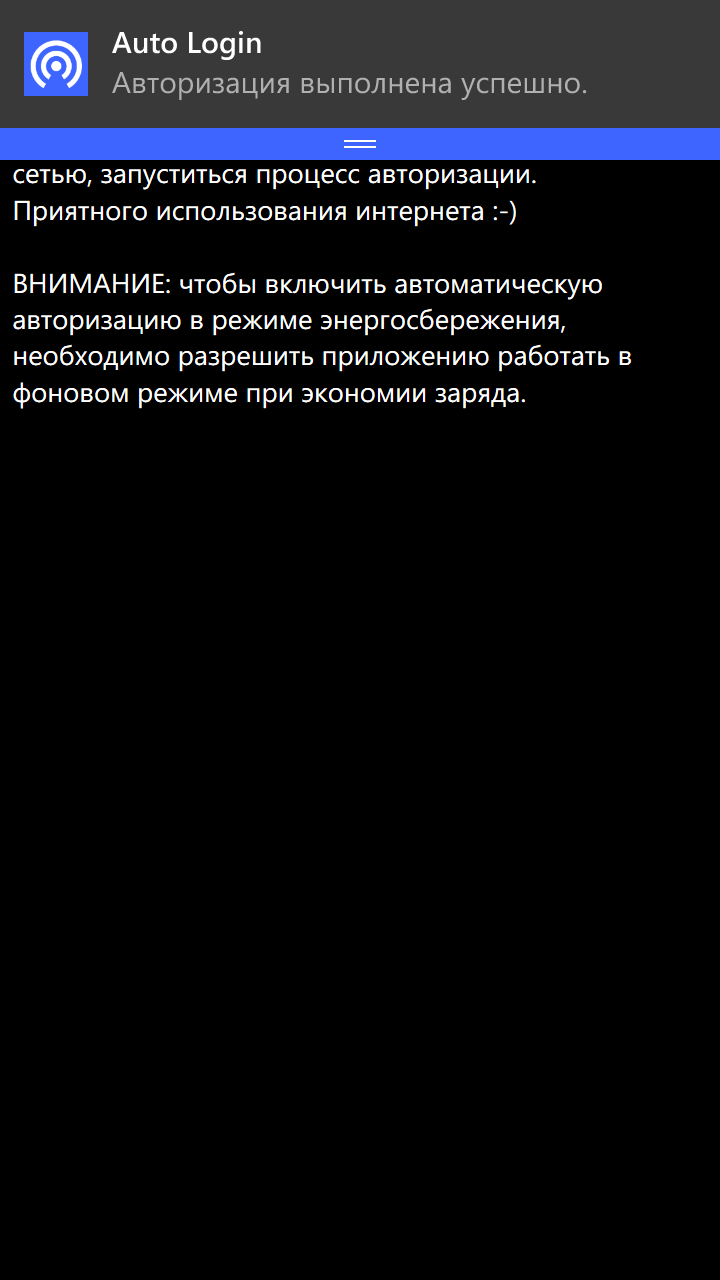 Auto Login
Авторизация выполнена успешно.
сетью, запуститься процесс авторизации.
Приятного использования интернета :-)
ВНИМАНИЕ: чтобы включить автоматическую
авторизацию в режиме энергосбережения,
необходимо разрешить приложению работать в
фоновом режиме при экономии заряда.